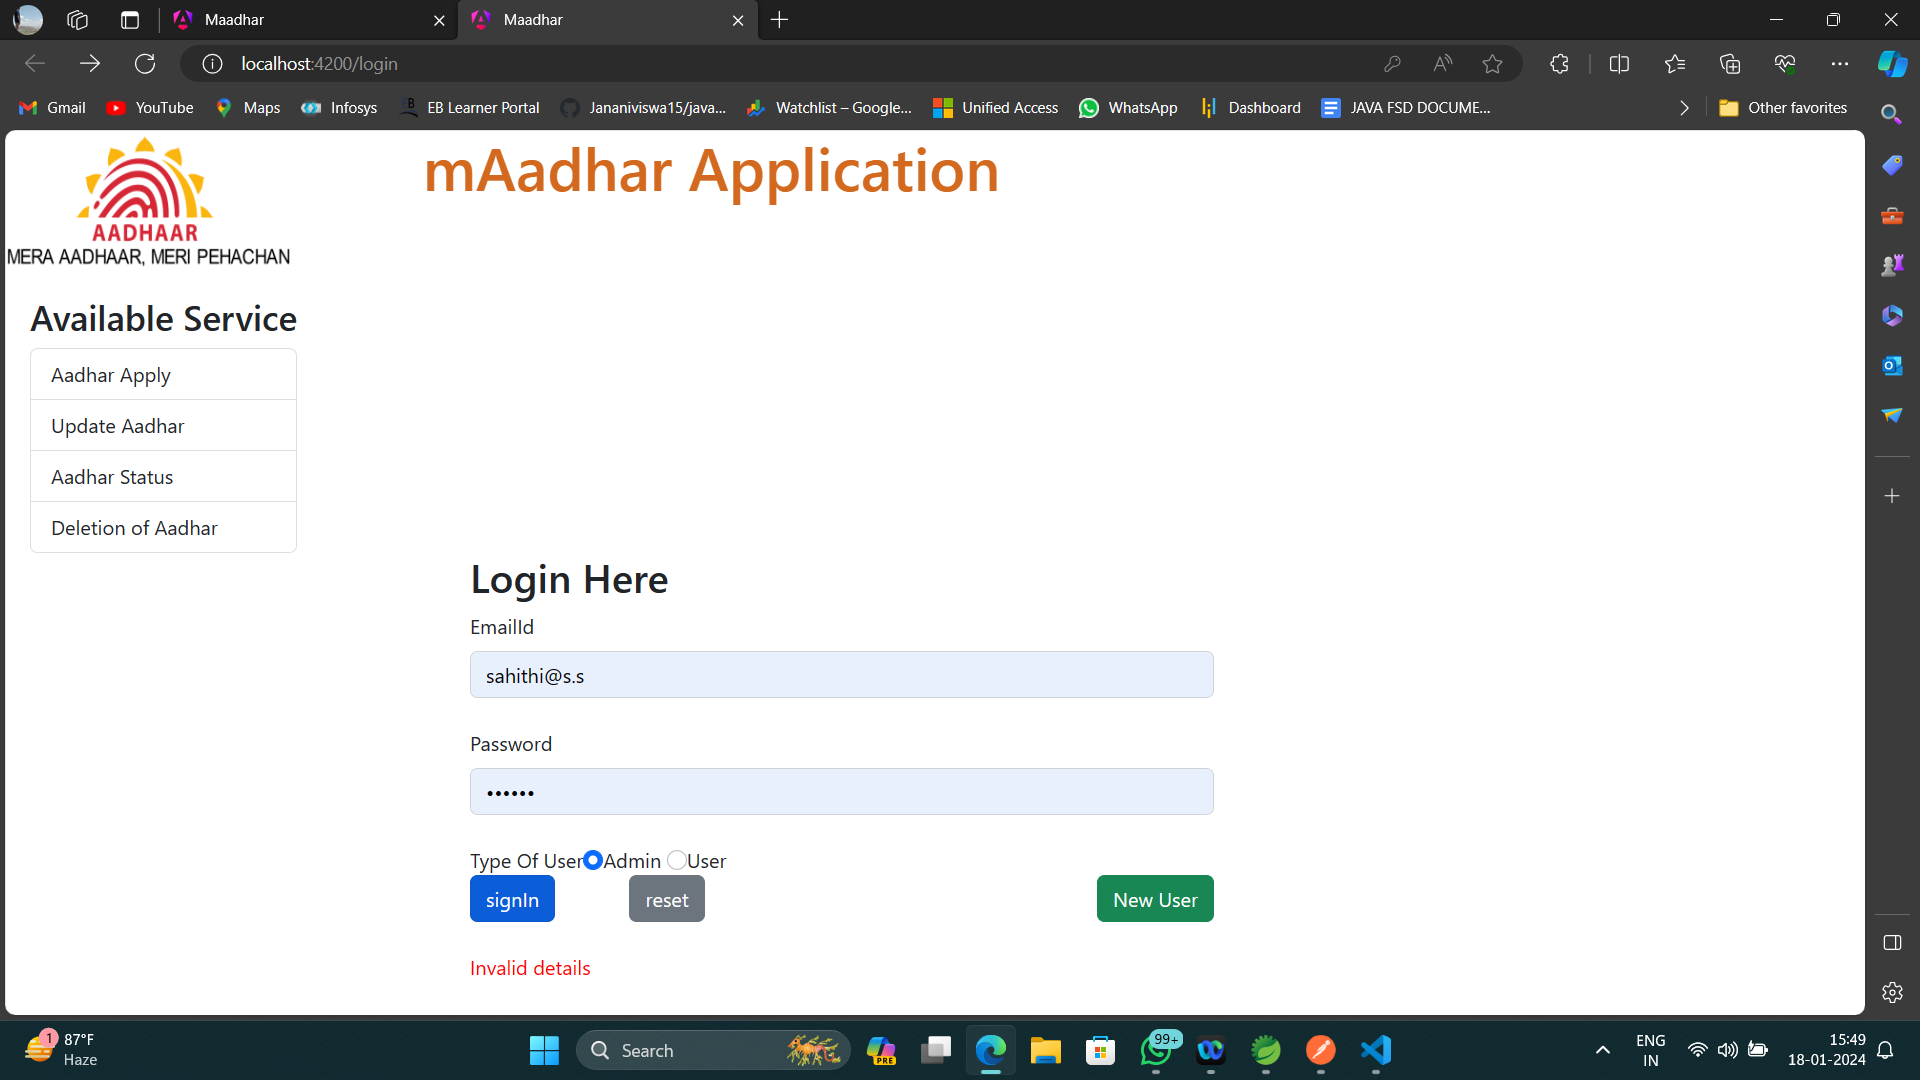 Maadhar
Maadhar
localhost:4200/login
Gmail
YouTube
Maps
Infosys
EB Learner Portal
Jananiviswa15/java...
Watchlist – Google...
Unified Access
WhatsApp
Dashboard
JAVA FSD DOCUME...
Other favorites
AADHAAR
MERA AADHAAR, MERI PEHACHAN
mAadhar Application
Available Service
Aadhar Apply
Update Aadhar
Aadhar Status
Deletion of Aadhar
Login Here
EmailId
sahithi@s.s
Password
••••••
Type Of User Admin User
signIn
reset
New User
Invalid details
1
87°F
Haze
Search
PRE
99+
ENG
IN
15:49
18-01-2024